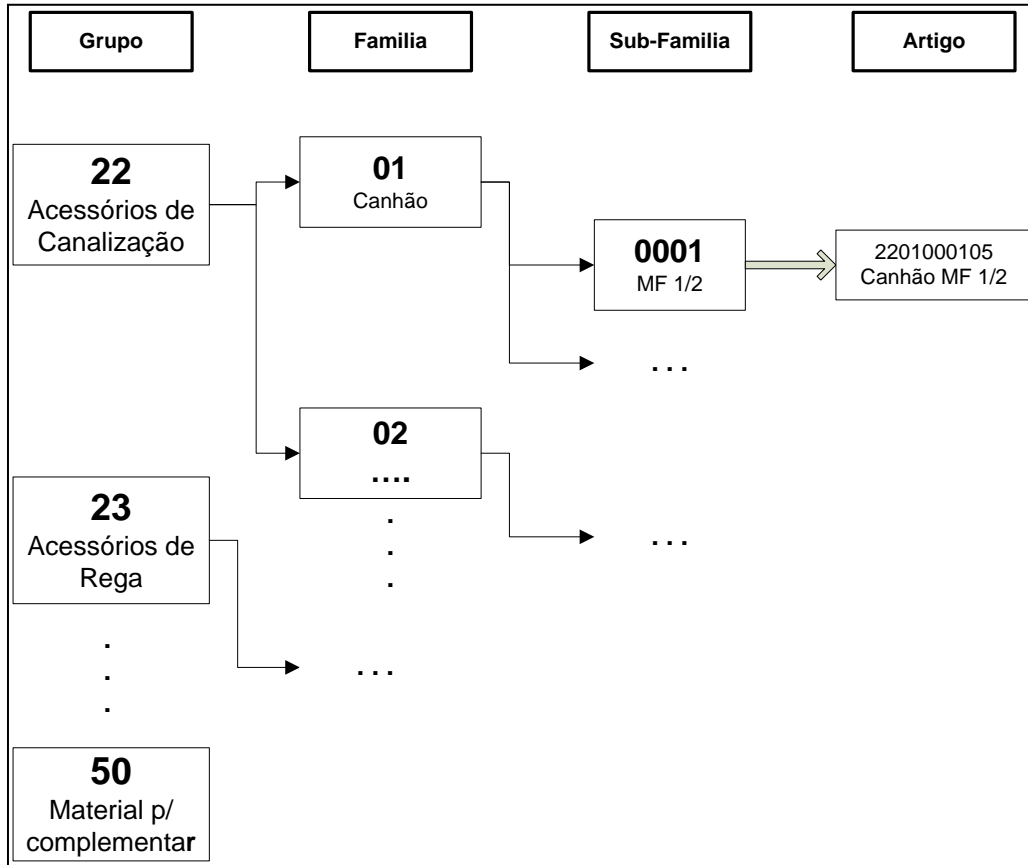 Grupo
Familia
Sub-Familia
Artigo
22
Acessórios de
Canalização
01
Canhão
0001
MF 1/2
2201000105
Canhão MF 1/2
...
02
....
.
.
.
...
23
Acessórios de
Rega
...
.
.
.
50
Material p/
complementar